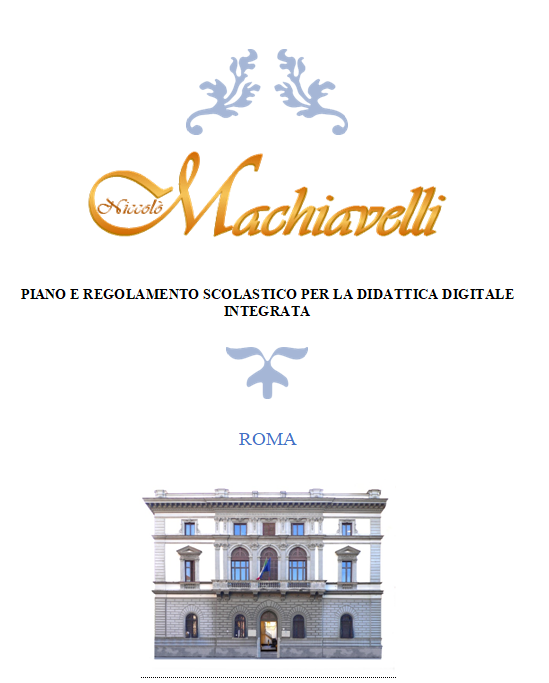 Niccolò
Machiavelli
PIANO E REGOLAMENTO SCOLASTICO PER LA DIDATTICA DIGITALE
INTEGRATA
ROMA